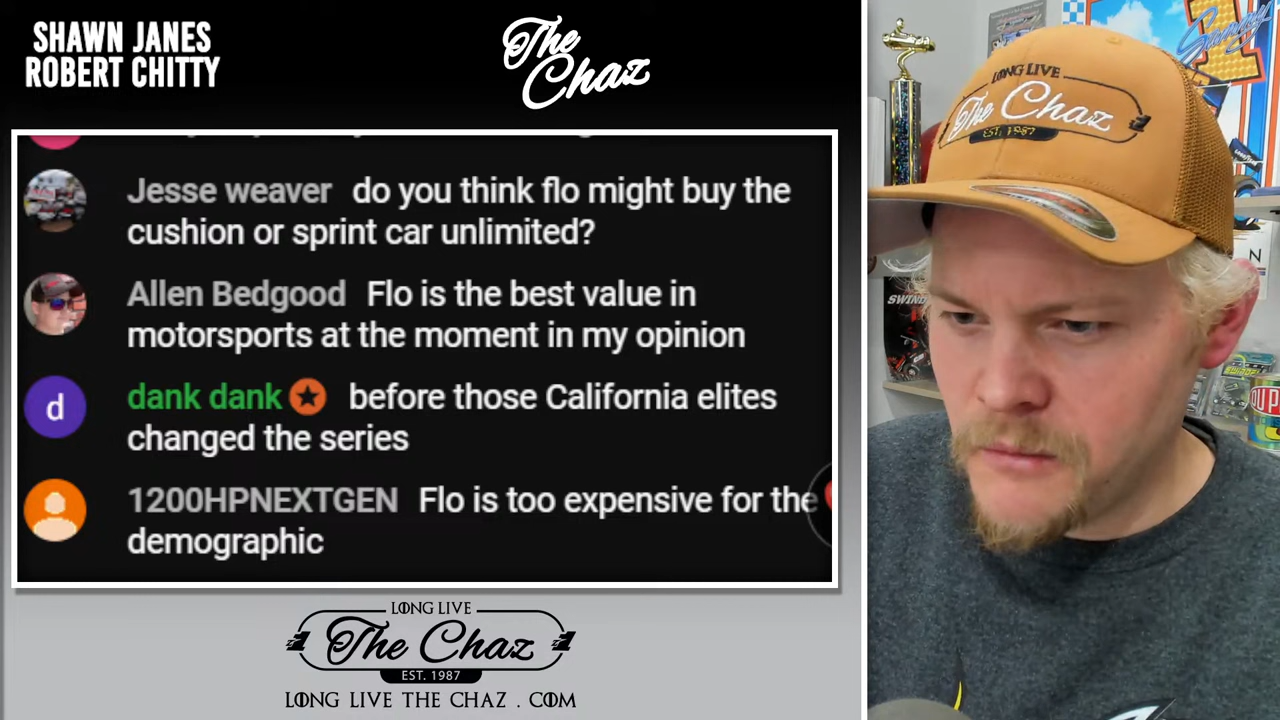 SHAWN JANES
ROBERT CHITTY
The
Chaz
Jesse weaver do you think flo might buy the
cushion or sprint car unlimited?
Allen Bedgood Flo is the best value in
motorsports at the moment in my opinion
d
dank dank before those California elites
changed the series
1200HPNEXTGEN Flo is too expensive for the
demographic
LONG LIVE
The Chaz
EST. 1987
LONG LIVE THE CHAZ . COM
LONG LIVE
The Chaz
EST. 1987
Sammy
1